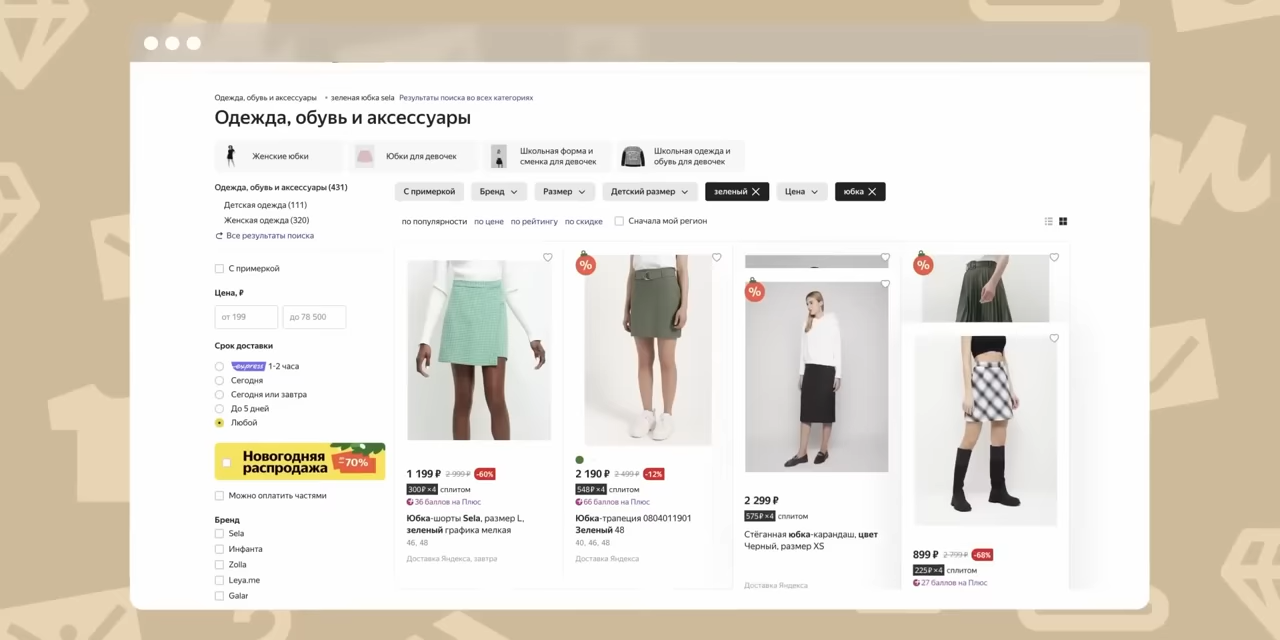 Одежда, обувь и аксессуары • зеленая юбка sela Результаты поиска во всех категориях
Одежда, обувь и аксессуары
Женские юбки
Юбки для девочек
Школьная форма и
сменка для девочек
Школьная одежда и
обувь для девочек
Одежда, обувь и аксессуары (431)
Детская одежда (111)
Женская одежда (320)
Все результаты поиска
С примеркой
Бренд
Размер
Детский размер
зеленый
Цена
юбка
по популярности по цене по рейтингу по скидке Сначала мой регион
С примеркой
Цена, ₽
от 199
до 78 500
Срок доставки
express 1-2 часа
Сегодня
Сегодня или завтра
До 5 дней
Любой
Новогодняя
распродажа
-70%
Можно оплатить частями
Бренд
Sela
Инфанта
Zolla
Leya.me
Galar
1 199 ₽ 2 999 ₽ -60%
300 ₽ × 4 сплитом
36 баллов на Плюс
Юбка-шорты Sela, размер L,
зеленый графика мелкая
46, 48
Доставка Яндекса, завтра
%
2 190 ₽ 2 499 ₽ -12%
548 ₽ × 4 сплитом
66 баллов на Плюс
Юбка-трапеция 0804011901
Зеленый 48
40, 46, 48
Доставка Яндекса
%
2 299 ₽
575 ₽ × 4 сплитом
Стёганная юбка-карандаш, цвет
Черный, размер XS
Доставка Яндекса
%
899 ₽ 2 799 ₽ -68%
225 ₽ × 4 сплитом
27 баллов на Плюс